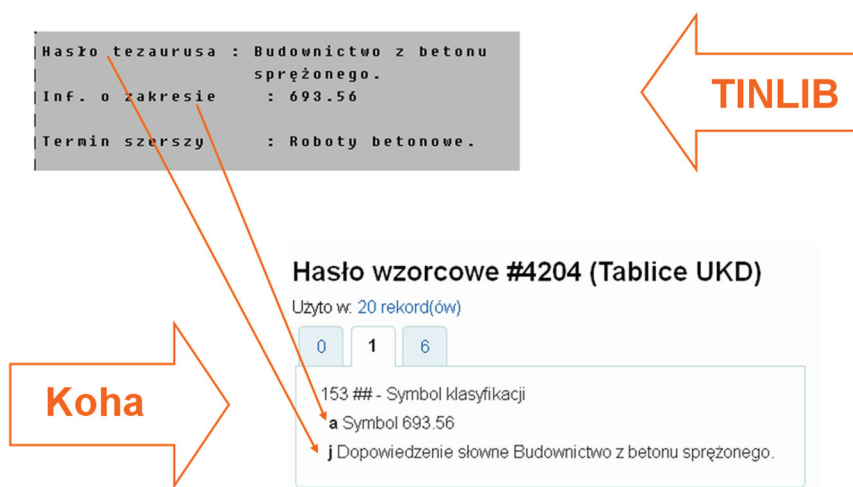 Hasło tezaurusa : Budownictwo z betonu
sprężonego.
Inf. o zakresie : 693.56
Termin szerszy : Roboty betonowe.
TINLIB
Hasło wzorcowe #4204 (Tablice UKD)
Użyto w: 20 rekord(ów)
0 1 6
Koha
153 ## - Symbol klasyfikacji
a Symbol 693.56
j Dopowiedzenie słowne Budownictwo z betonu sprężonego.